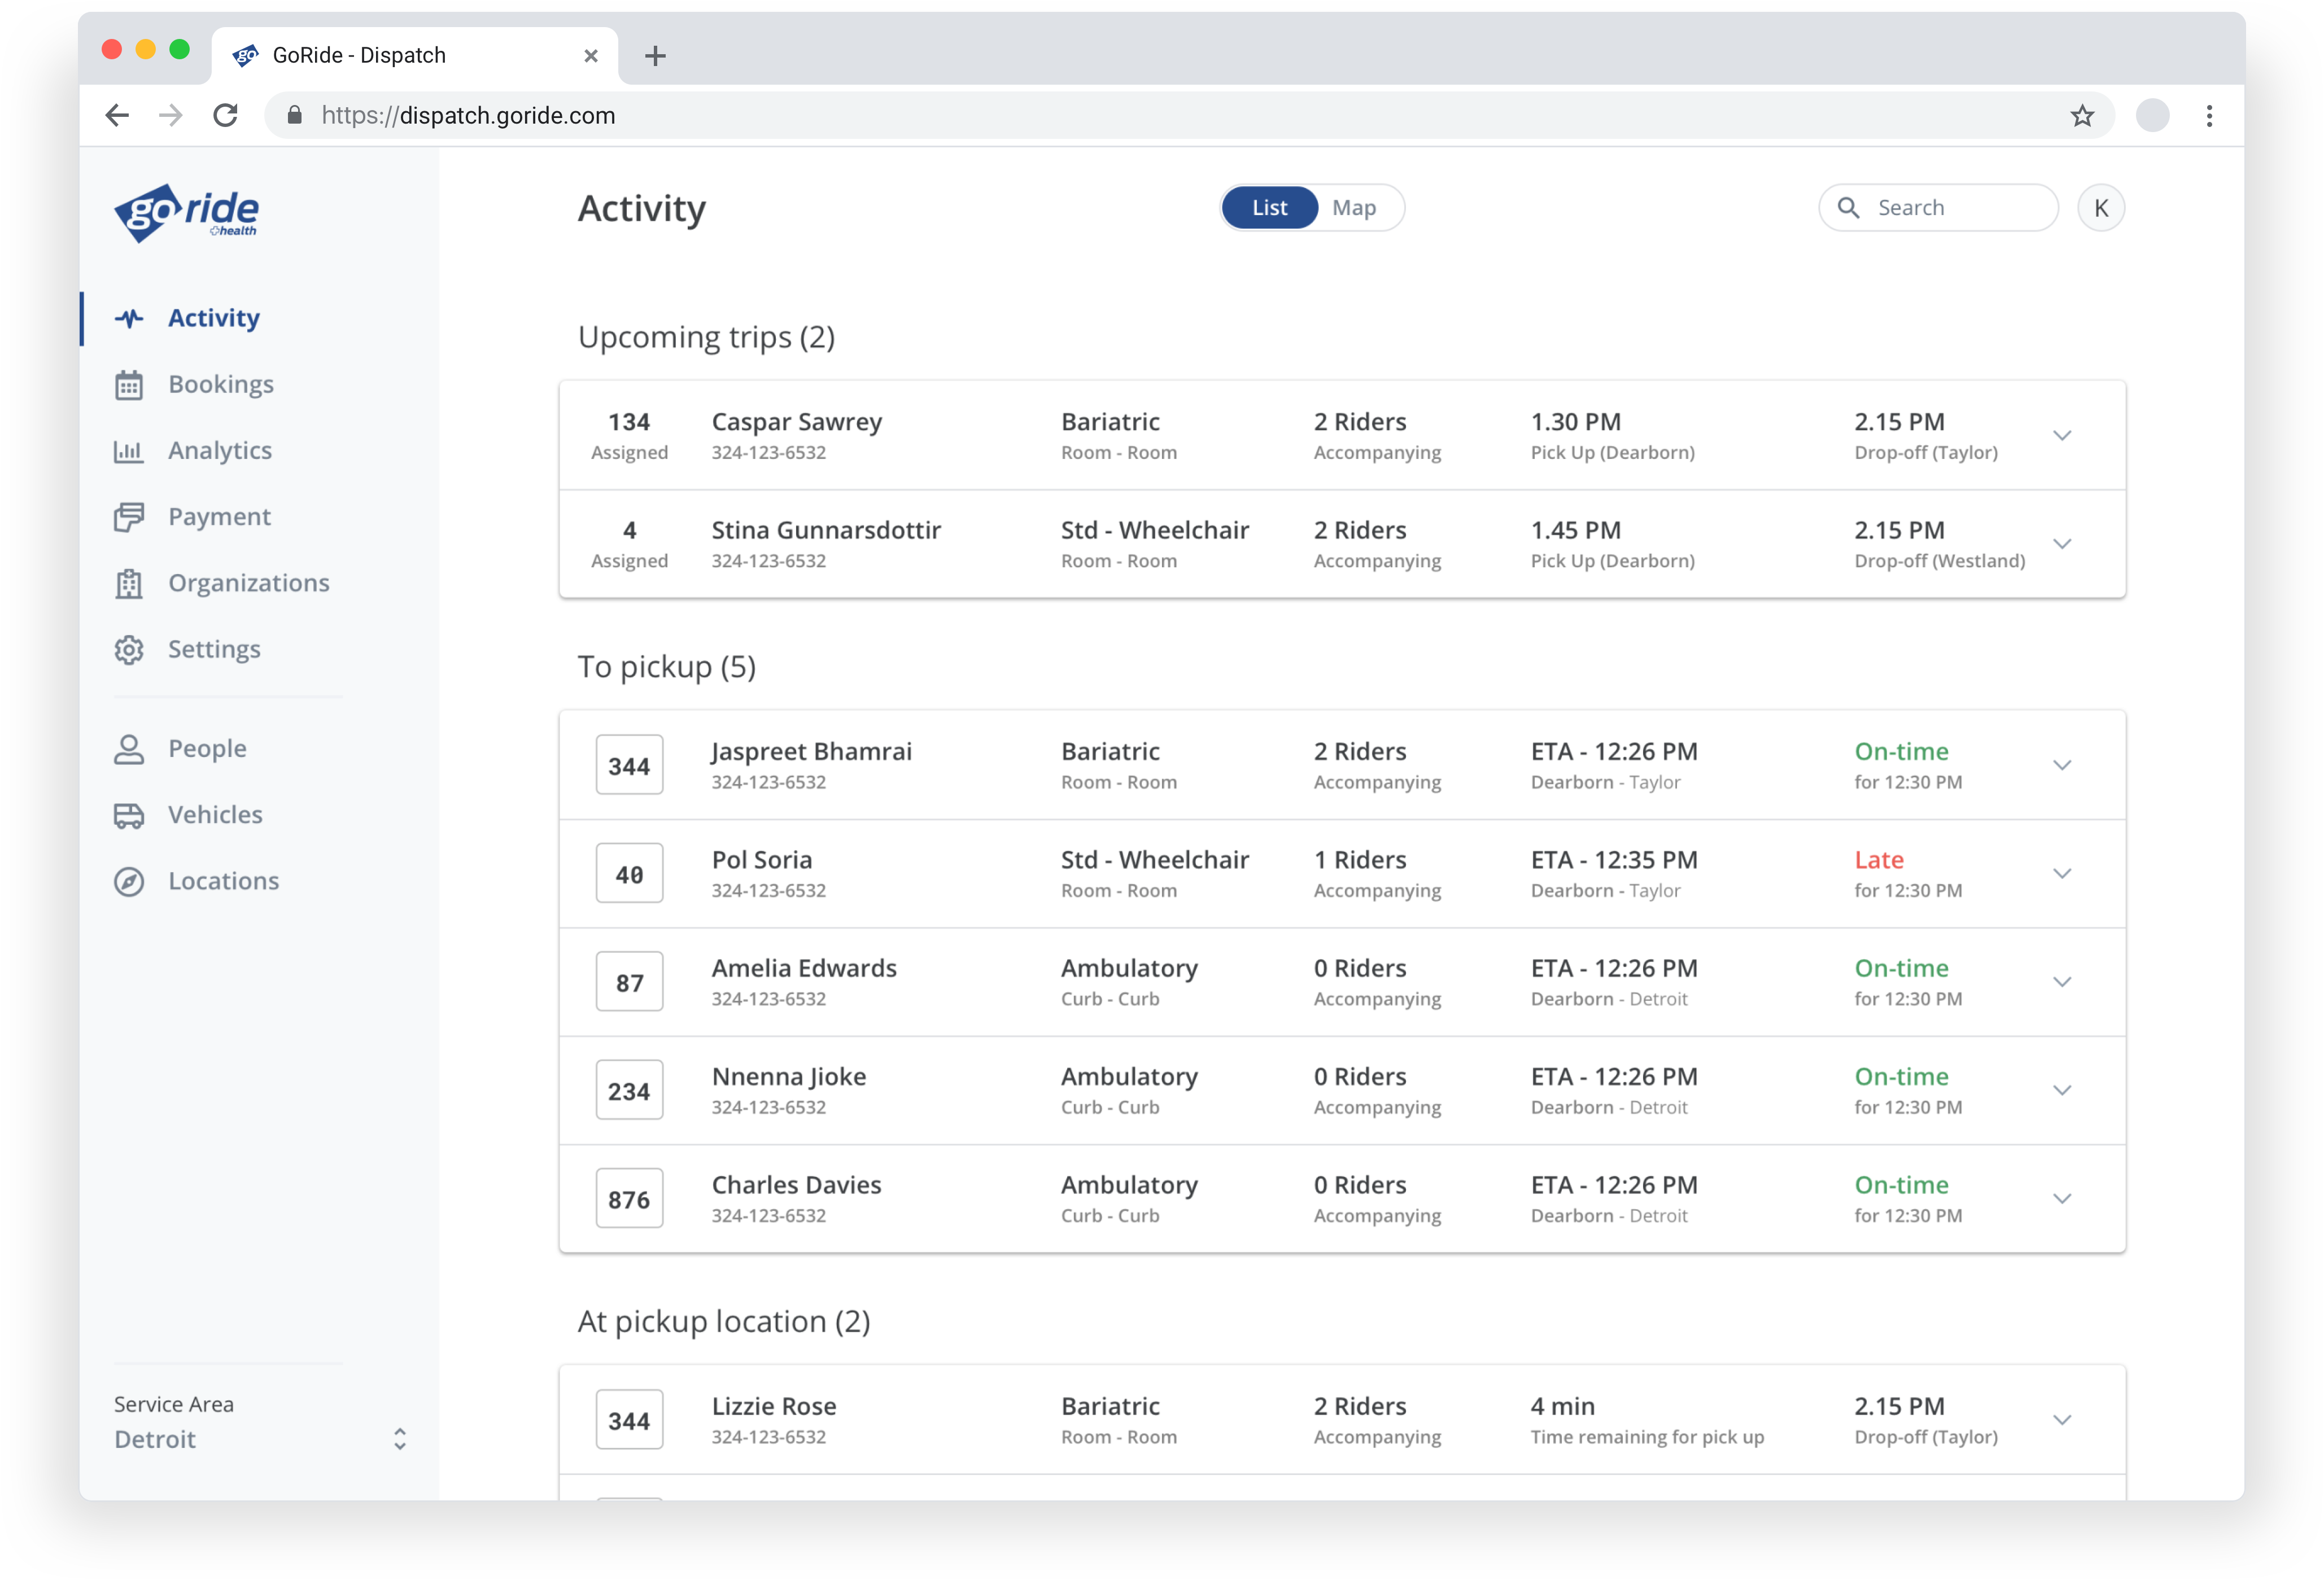 GoRide - Dispatch
https://dispatch.goride.com
go ride
health
Activity
Bookings
Analytics
Payment
Organizations
Settings
People
Vehicles
Locations
Service Area
Detroit
Activity
List Map
Search
K
Upcoming trips (2)
134 Caspar Sawrey Bariatric 2 Riders 1.30 PM 2.15 PM
Assigned 324-123-6532 Room - Room Accompanying Pick Up (Dearborn) Drop-off (Taylor)
4 Stina Gunnarsdottir Std - Wheelchair 2 Riders 1.45 PM 2.15 PM
Assigned 324-123-6532 Room - Room Accompanying Pick Up (Dearborn) Drop-off (Westland)
To pickup (5)
344 Jaspreet Bhamrai Bariatric 2 Riders ETA - 12:26 PM On-time
324-123-6532 Room - Room Accompanying Dearborn - Taylor for 12:30 PM
40 Pol Soria Std - Wheelchair 1 Riders ETA - 12:35 PM Late
324-123-6532 Room - Room Accompanying Dearborn - Taylor for 12:30 PM
87 Amelia Edwards Ambulatory 0 Riders ETA - 12:26 PM On-time
324-123-6532 Curb - Curb Accompanying Dearborn - Detroit for 12:30 PM
234 Nnenna Jioke Ambulatory 0 Riders ETA - 12:26 PM On-time
324-123-6532 Curb - Curb Accompanying Dearborn - Detroit for 12:30 PM
876 Charles Davies Ambulatory 0 Riders ETA - 12:26 PM On-time
324-123-6532 Curb - Curb Accompanying Dearborn - Detroit for 12:30 PM
At pickup location (2)
344 Lizzie Rose Bariatric 2 Riders 4 min 2.15 PM
324-123-6532 Room - Room Accompanying Time remaining for pick up Drop-off (Taylor)